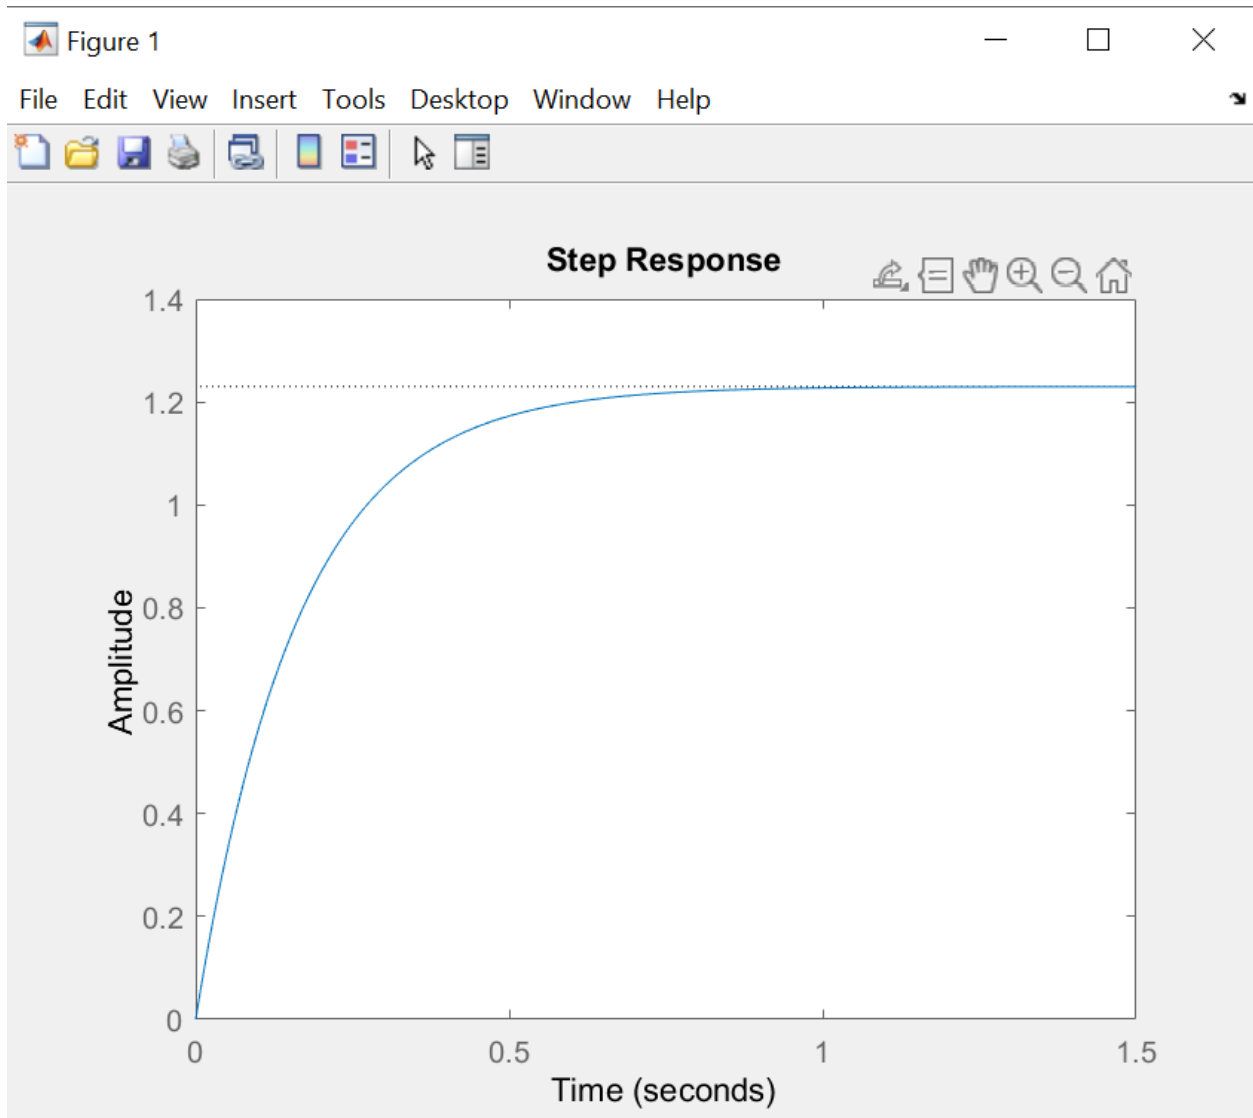 Figure 1
File Edit View Insert Tools Desktop Window Help
Step Response
1.4
1.2
1
0.8
0.6
0.4
0.2
0
Amplitude
0 0.5 1 1.5
Time (seconds)